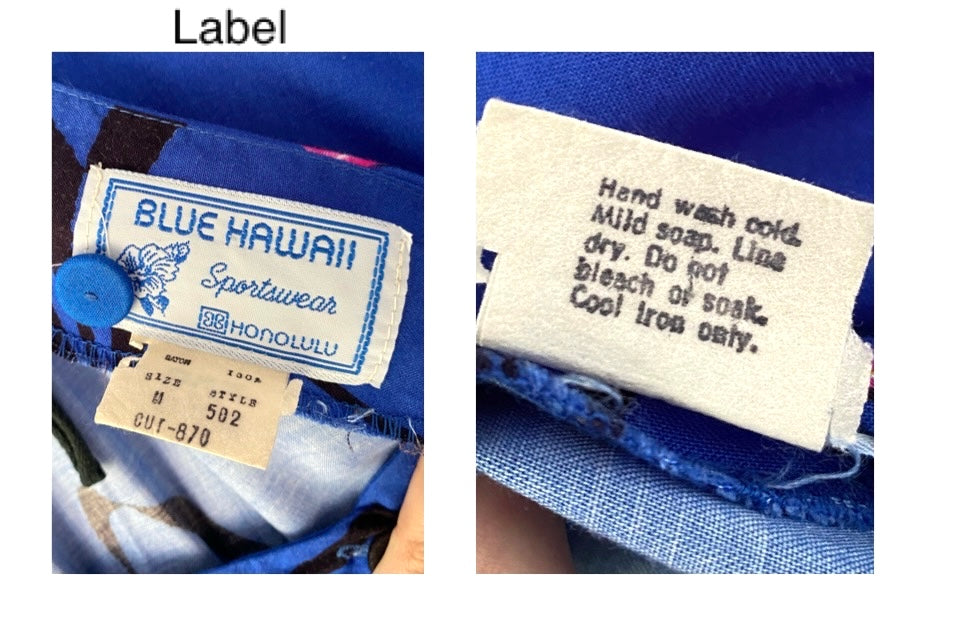 Label
BLUE HAWAII
Sportswear
HONOLULU
RAYON 100%
SIZE STYLE
M 502
CUT-870
Hand wash cold.
Mild soap. Line
dry. Do not
bleach or soak.
Cool iron only.